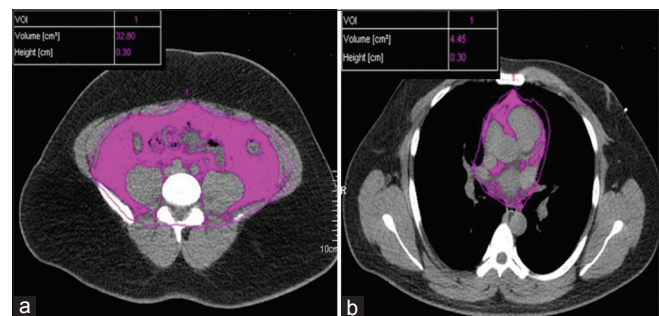 VOI 1
Volume [cm³] 32.80
Height [cm] 0.30
1
10cm
a
VOI 1
Volume [cm³] 4.45
Height [cm] 0.30
1
R
b